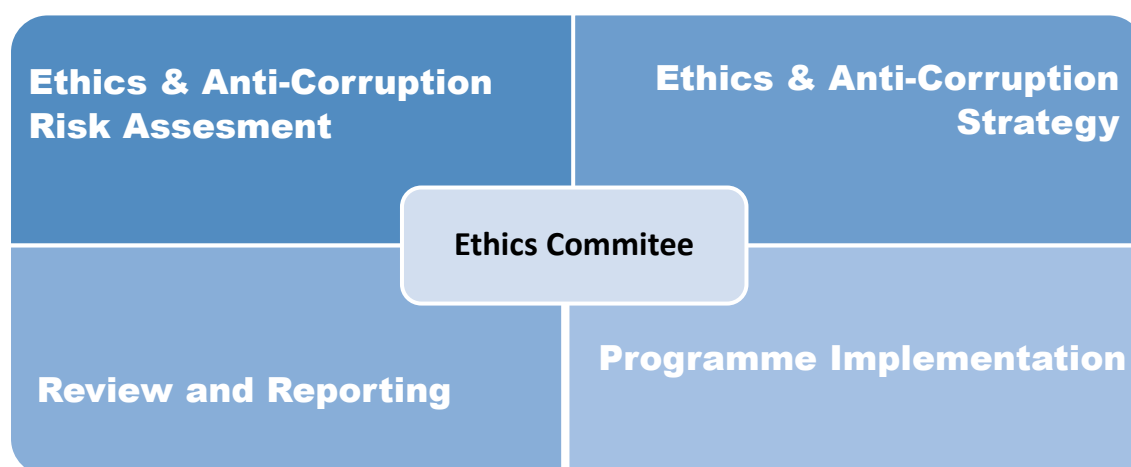 Ethics & Anti-Corruption
Risk Assesment
Ethics & Anti-Corruption
Strategy
Ethics Commitee
Review and Reporting
Programme Implementation